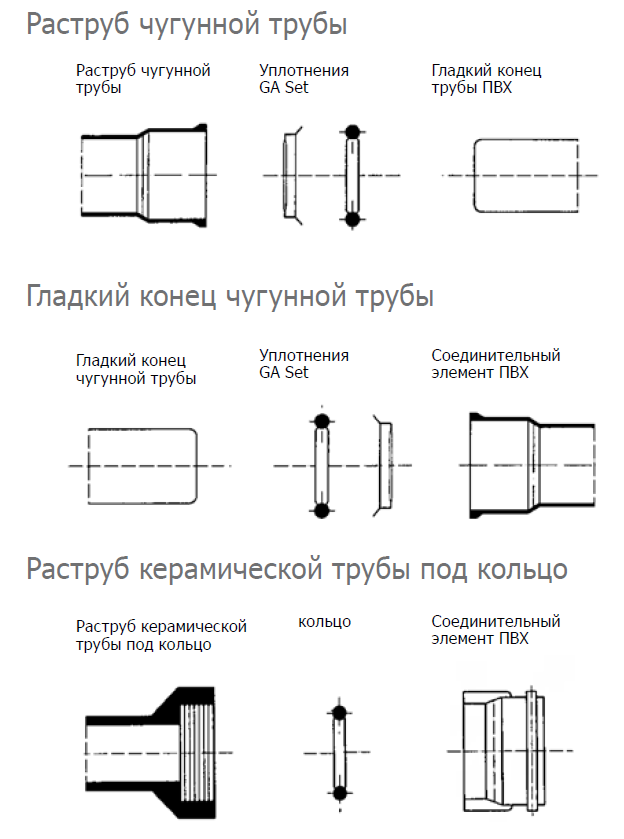 Раструб чугунной трубы
Раструб чугунной
трубы
Уплотнения
GA Set
Гладкий конец
трубы ПВХ
Гладкий конец чугунной трубы
Гладкий конец
чугунной трубы
Уплотнения
GA Set
Соединительный
элемент ПВХ
Раструб керамической трубы под кольцо
Раструб керамической
трубы под кольцо
кольцо
Соединительный
элемент ПВХ